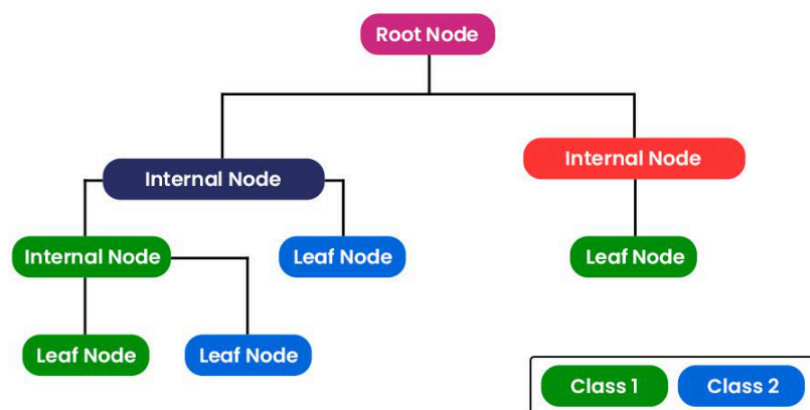 Root Node
Internal Node
Internal Node
Internal Node
Leaf Node
Leaf Node
Leaf Node
Leaf Node
Class 1
Class 2